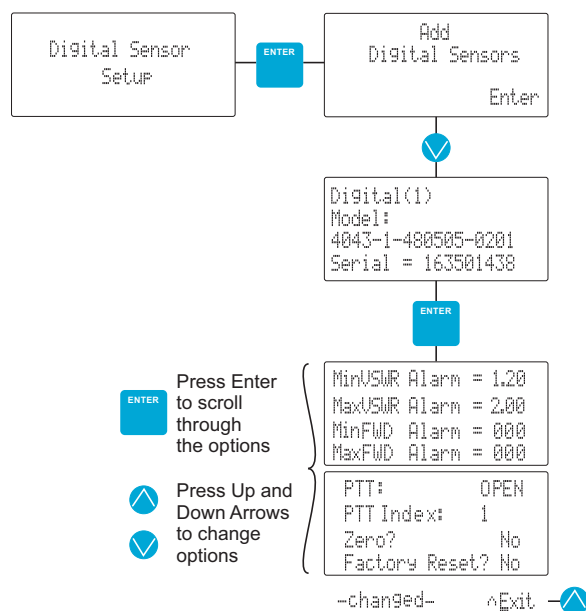 Digital Sensor
Setup
ENTER
Add
Digital Sensors
Enter
Digital(1)
Model:
4043-1-480505-0201
Serial = 163501438
ENTER
ENTER
Press Enter
to scroll
through
the options
Press Up and
Down Arrows
to change
options
MinVSWR Alarm = 1.20
MaxVSWR Alarm = 2.00
MinFWD Alarm = 000
MaxFWD Alarm = 000
PTT: OPEN
PTT Index: 1
Zero? No
Factory Reset? No
-changed- ^Exit